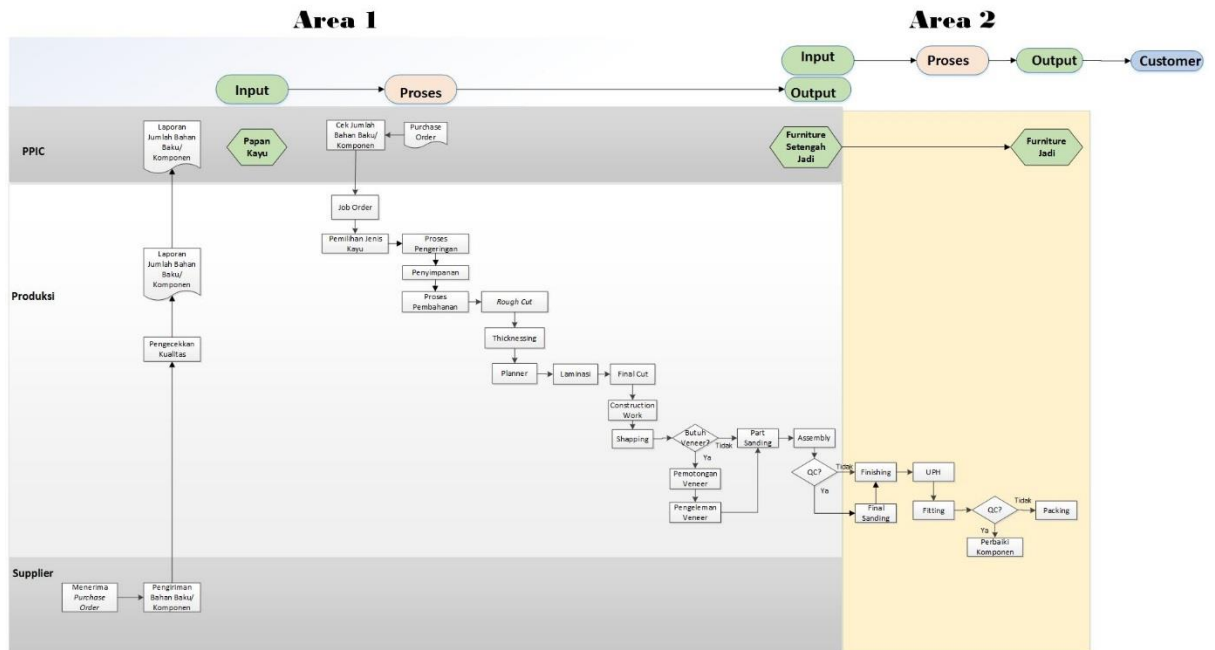 Area 1
Area 2
Input
Proses
Input
Output
Proses
Output
Customer
PPIC
Laporan
Jumlah Bahan
Baku/
Komponen
Papan
Kayu
Cek Jumlah
Bahan Baku/
Komponen
Purchase
Order
Furniture
Setengah
Jadi
Furniture
Jadi
Produksi
Job Order
Pemilihan Jenis
Kayu
Proses
Pengeringan
Penyimpanan
Proses
Pembahanan
Laporan
Jumlah Bahan
Baku/
Komponen
Pengecekkan
Kualitas
Rough Cut
Thicknessing
Planner
Laminasi
Final Cut
Construction
Work
Shapping
Butuh
Veneer?
Tidak
Ya
Pemotongan
Veneer
Pengeleman
Veneer
Part
Sanding
Assembly
QC?
Tidak
Ya
Finishing
Final
Sanding
UPH
Fitting
QC?
Tidak
Ya
Packing
Perbaiki
Komponen
Supplier
Menerima
Purchase
Order
Pengiriman
Bahan Baku/
Komponen